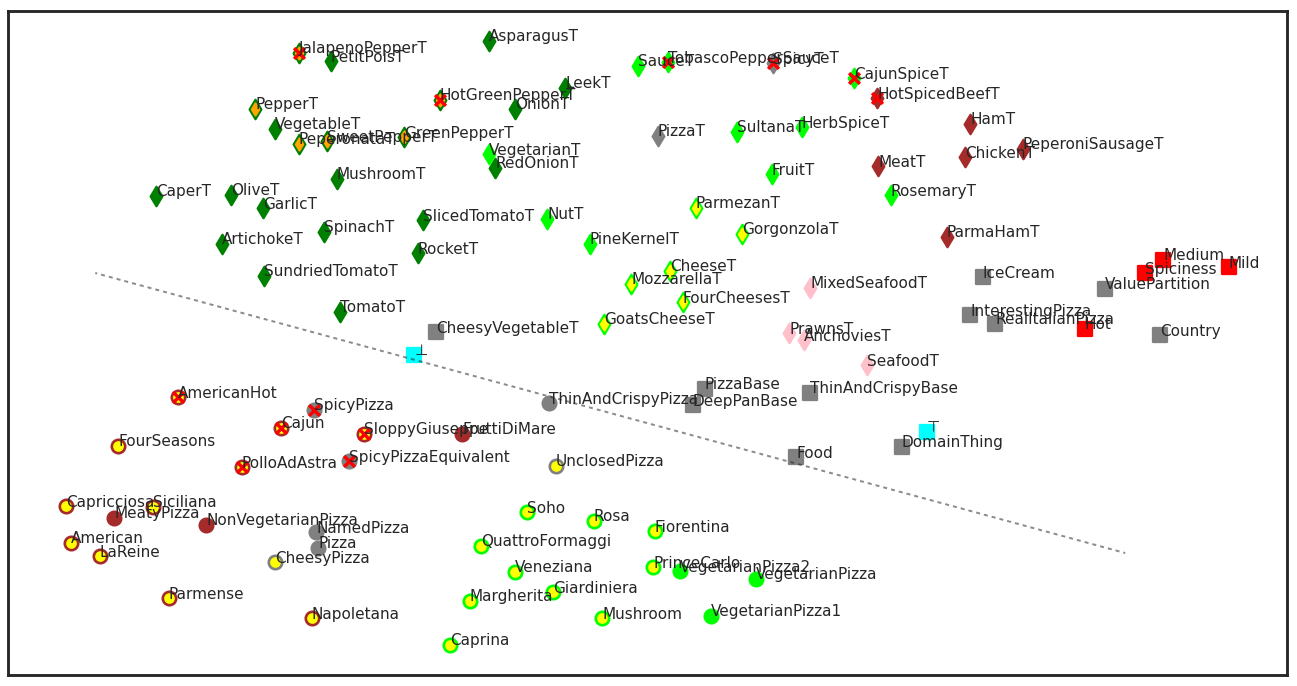 AsparagusT
JalapenoPepperT
PetitPoisT
SauceT
TobascoPepperSauceT
SpicyT
CajunSpiceT
LeekT
HotGreenPepperT
HotSpicedBeefT
PepperT
OnionT
HamT
VegetableT
GreenPepperT
SweetPepperT
PeperonataT
PizzaT
SultanaT
HerbSpiceT
VegetarianT
RedOnionT
MeatT
ChickenT
PeperoniSausageT
MushroomT
FruitT
CaperT
OliveT
RosemaryT
GarlicT
ParmezanT
SlicedTomatoT
NutT
SpinachT
GorgonzolaT
ParmaHamT
ArtichokeT
RocketT
PineKernelT
Medium
Mild
Spiciness
SundriedTomatoT
CheeseT
MozzarellaT
MixedSeafoodT
IceCream
ValuePartition
FourCheesesT
TomatoT
GoatsCheeseT
InterestingPizza
RealItalianPizza
Hot
CheesyVegetableT
PrawnsT
AnchoviesT
Country
⊥
SeafoodT
AmericanHot
ThinAndCrispyPizza
PizzaBase
DeepPanBase
ThinAndCrispyBase
SpicyPizza
Cajun
SloppyGiuseppe
FruttiDiMare
⊤
FourSeasons
DomainThing
PolloAdAstra
SpicyPizzaEquivalent
UnclosedPizza
Food
Capricciosa
Siciliana
MeatyPizza
NonVegetarianPizza
Soho
Rosa
NamedPizza
Fiorentina
American
LaReine
Pizza
CheesyPizza
QuattroFormaggi
Veneziana
PrinceCarlo
VegetarianPizza2
VegetarianPizza
Parmense
Margherita
Giardiniera
Napoletana
Mushroom
VegetarianPizza1
Caprina